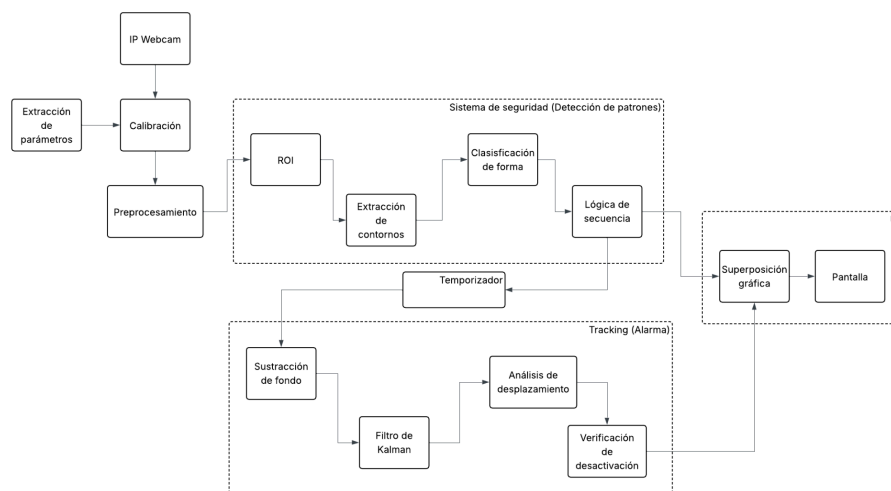 IP Webcam
Extracción
de
parámetros
Calibración
Preprocesamiento
Sistema de seguridad (Detección de patrones)
ROI
Extracción
de
contornos
Clasisficación
de forma
Lógica de
secuencia
Superposición
gráfica
Pantalla
Temporizador
Tracking (Alarma)
Sustracción
de fondo
Filtro de
Kalman
Análisis de
desplazamiento
Verificación
de
desactivación